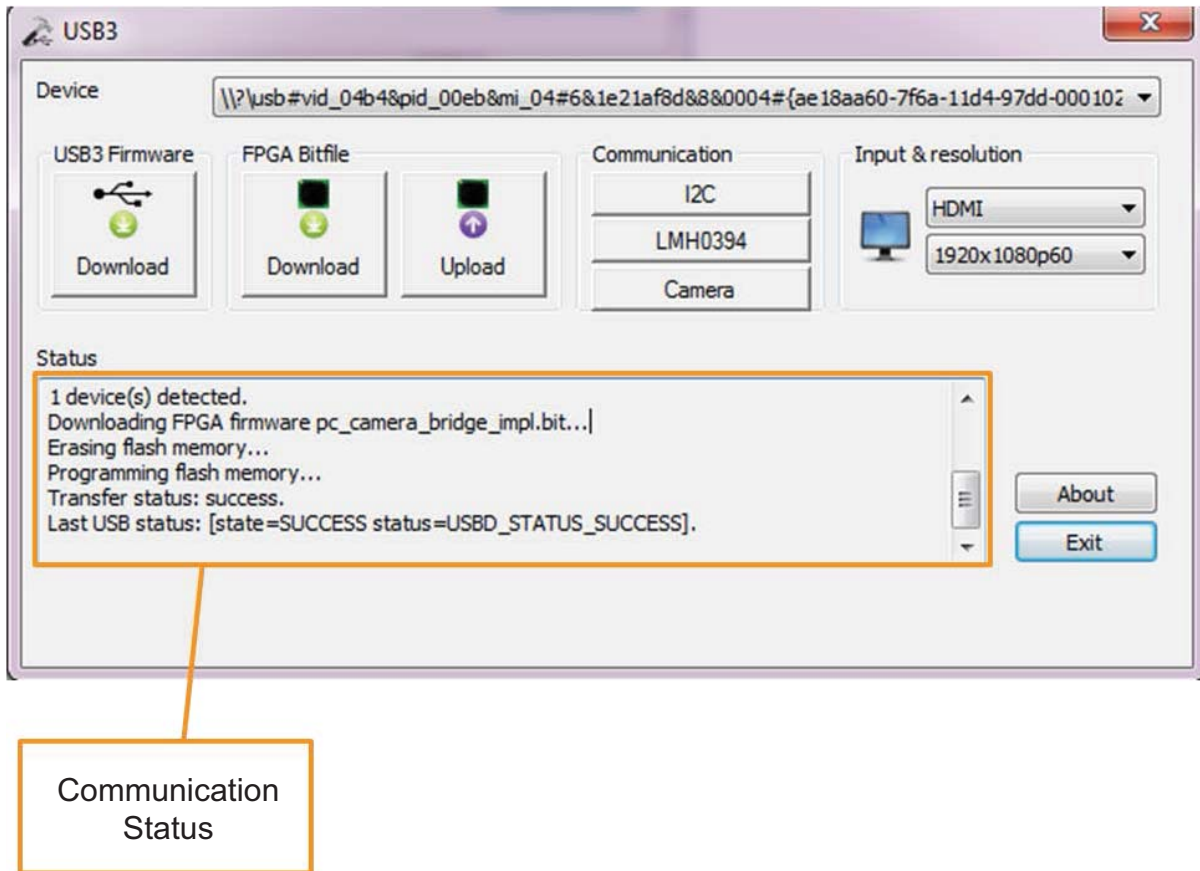 USB3
Device
\\?\usb#vid_04b4&pid_00eb&mi_04#6&1e21af8d&8&0004#{ae18aa60-7f6a-11d4-97dd-000102
USB3 Firmware
Download
FPGA Bitfile
Download
Upload
Communication
I2C
LMH0394
Camera
Input & resolution
HDMI
1920x1080p60
Status
1 device(s) detected.
Downloading FPGA firmware pc_camera_bridge_impl.bit...
Erasing flash memory...
Programming flash memory...
Transfer status: success.
Last USB status: [state=SUCCESS status=USBD_STATUS_SUCCESS].
About
Exit
Communication
Status